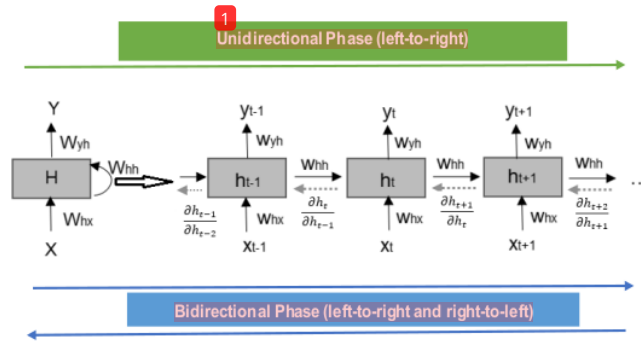 1
Unidirectional Phase (left-to-right)
Y yt-1 yt yt+1
Wyh Wyh Wyh Wyh
Whh Whh Whh Whh
H ht-1 ht ht+1 ..
∂ht-1/∂ht-2 ∂ht/∂ht-1 ∂ht+1/∂ht ∂ht+2/∂ht+1
Whx Whx Whx Whx
X Xt-1 Xt Xt+1
Bidirectional Phase (left-to-right and right-to-left)